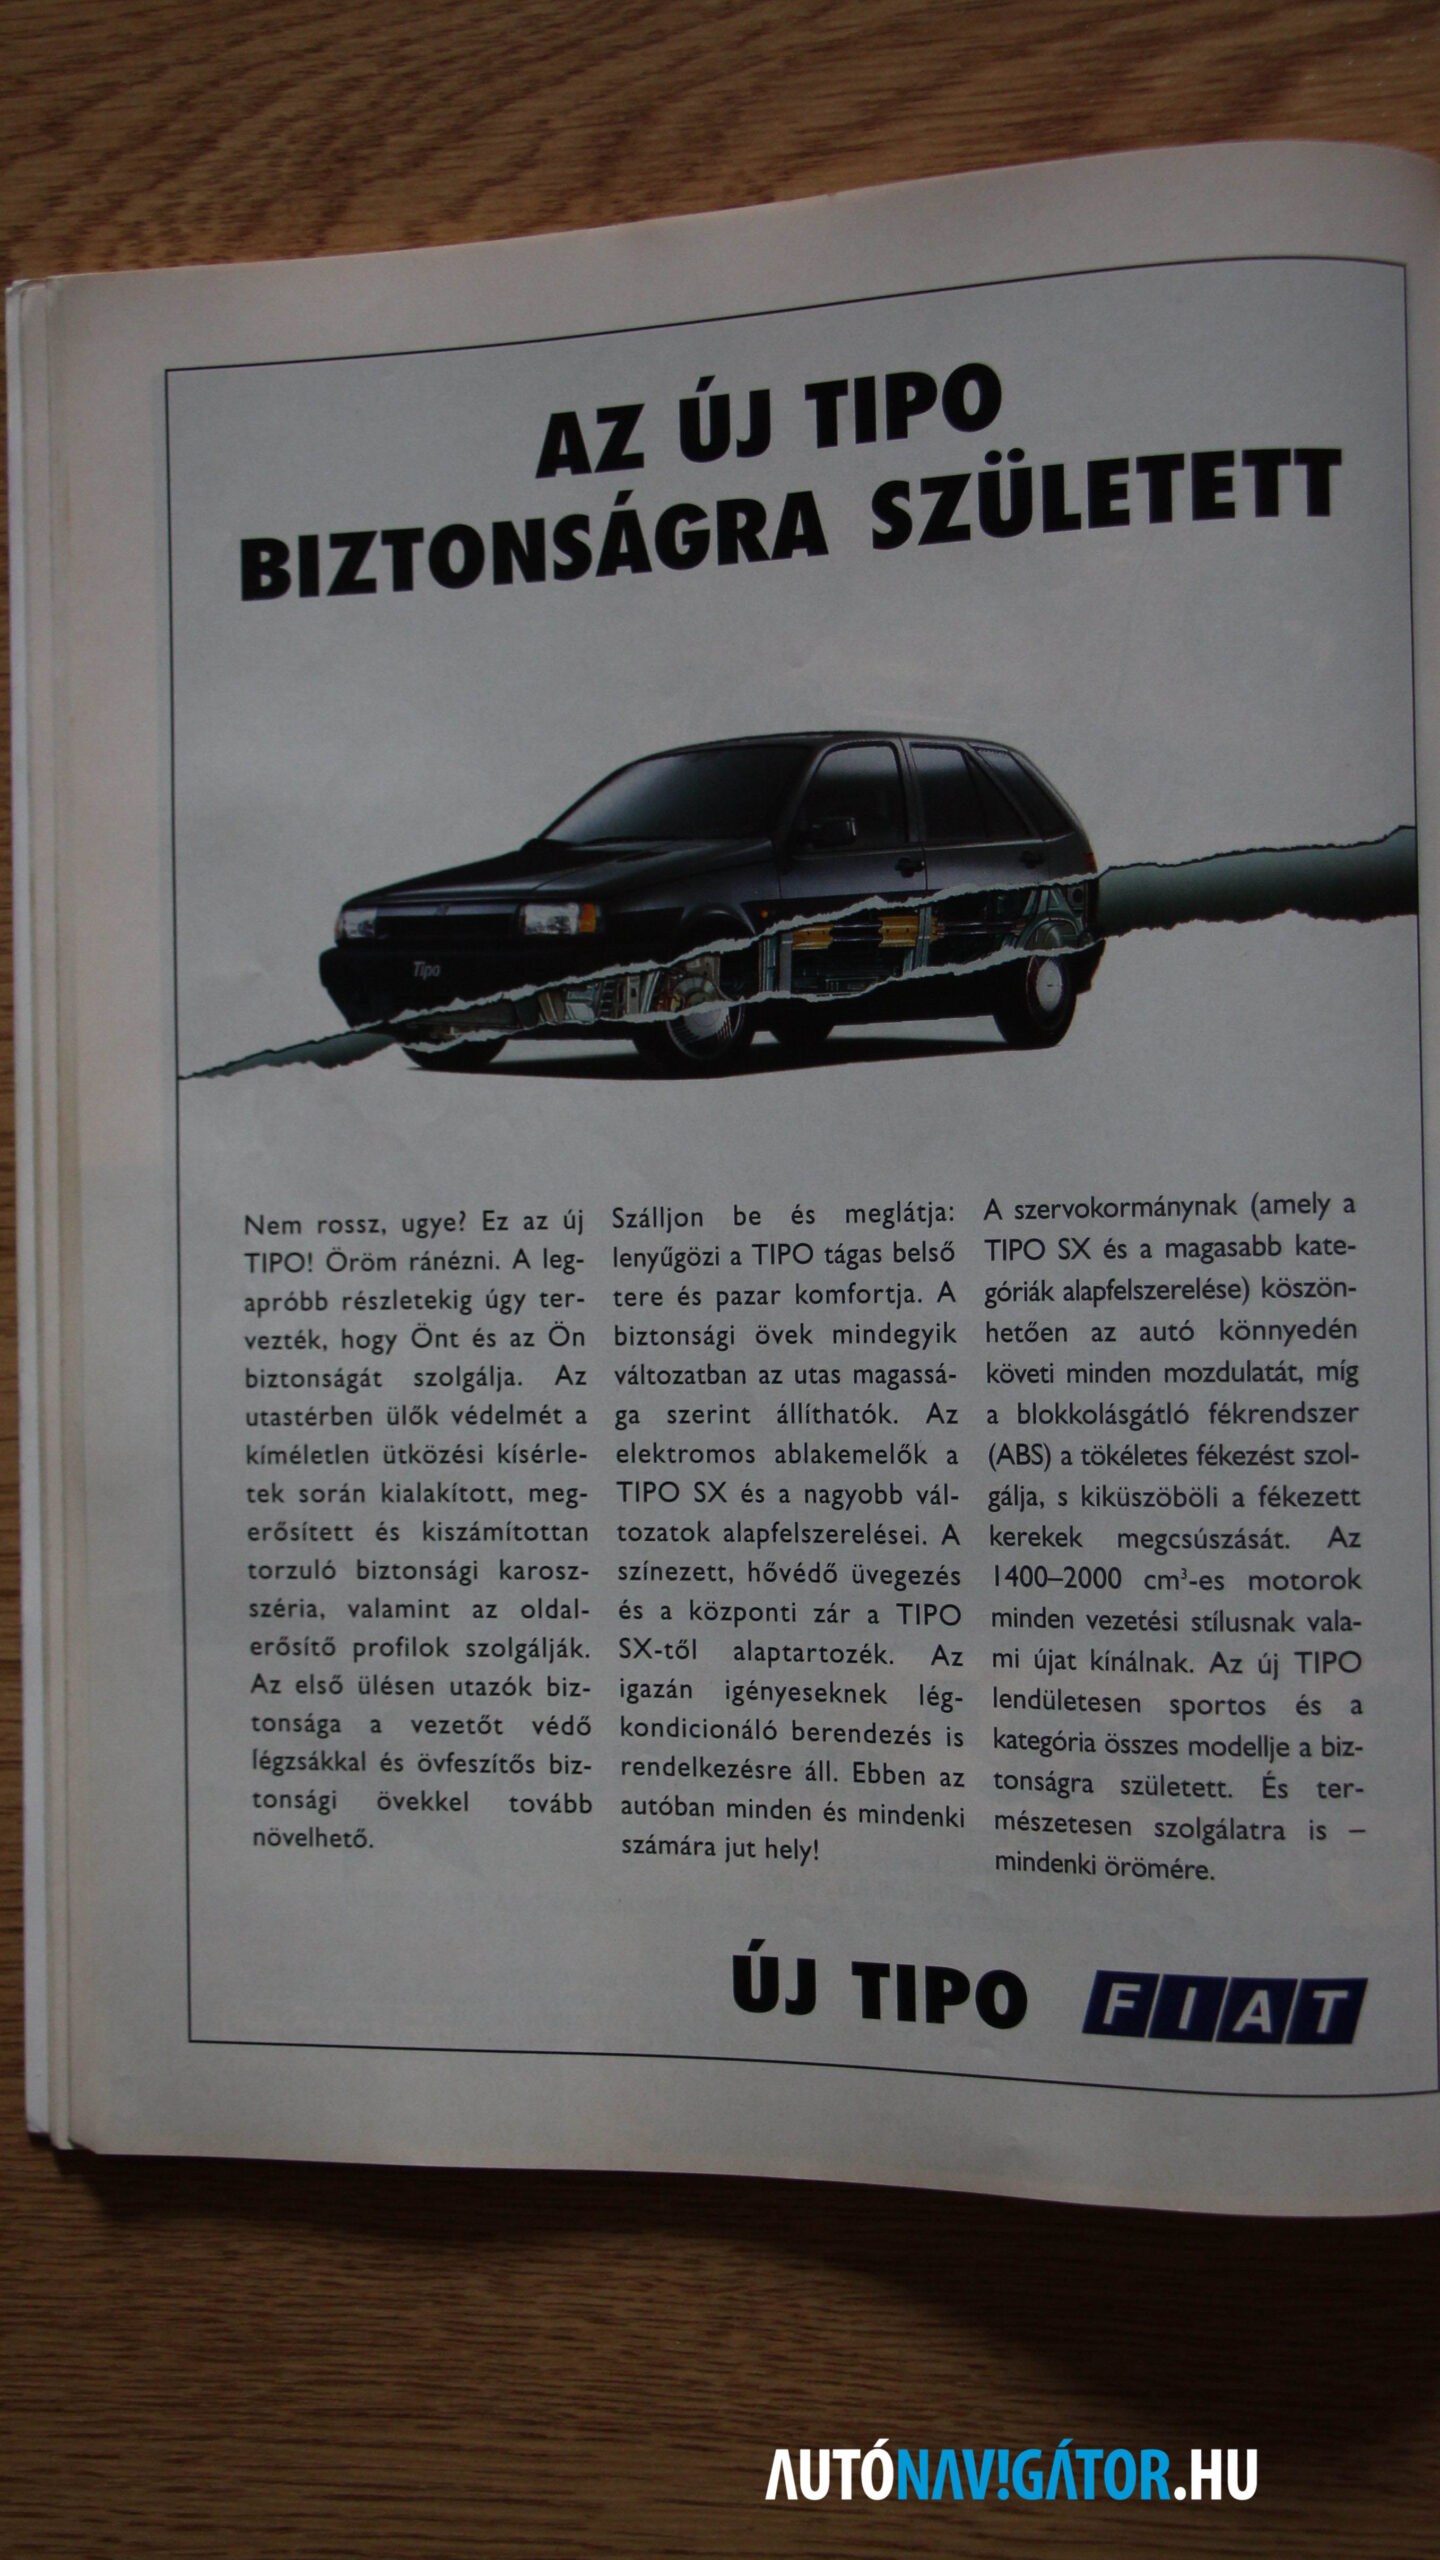 AZ ÚJ TIPO
BIZTONSÁGRA SZÜLETETT
Tipo
Nem rossz, ugye? Ez az új
TIPO! Öröm ránézni. A leg-
apróbb részletekig úgy ter-
vezték, hogy Önt és az Ön
biztonságát szolgálja. Az
utastérben ülők védelmét a
kíméletlen ütközési kísérle-
tek során kialakított, meg-
erősített és kiszámítottan
torzuló biztonsági karosz-
széria, valamint az oldal-
erősítő profilok szolgálják.
Az első ülésen utazók biz-
tonsága a vezetőt védő
légzsákkal és övfeszítős biz-
tonsági övekkel tovább
növelhető.
Szálljon be és meglátja:
lenyűgözi a TIPO tágas belső
tere és pazar komfortja. A
biztonsági övek mindegyik
változatban az utas magassá-
ga szerint állíthatók. Az
elektromos ablakemelők a
TIPO SX és a nagyobb vál-
tozatok alapfelszerelései. A
színezett, hővédő üvegezés
és a központi zár a TIPO
SX-től alaptartozék. Az
igazán igényeseknek lég-
kondicionáló berendezés is
rendelkezésre áll. Ebben az
autóban minden és mindenki
számára jut hely!
A szervokormánynak (amely a
TIPO SX és a magasabb kate-
góriák alapfelszerelése) köszön-
hetően az autó könnyedén
követi minden mozdulatát, míg
a blokkolásgátló fékrendszer
(ABS) a tökéletes fékezést szol-
gálja, s kiküszöböli a fékezett
kerekek megcsúszását. Az
1400–2000 cm³-es motorok
minden vezetési stílusnak vala-
mi újat kínálnak. Az új TIPO
lendületesen sportos és a
kategória összes modellje a biz-
tonságra született. És ter-
mészetesen szolgálatra is –
mindenki örömére.
ÚJ TIPO FIAT
AUTÓNAV!GÁTOR.HU